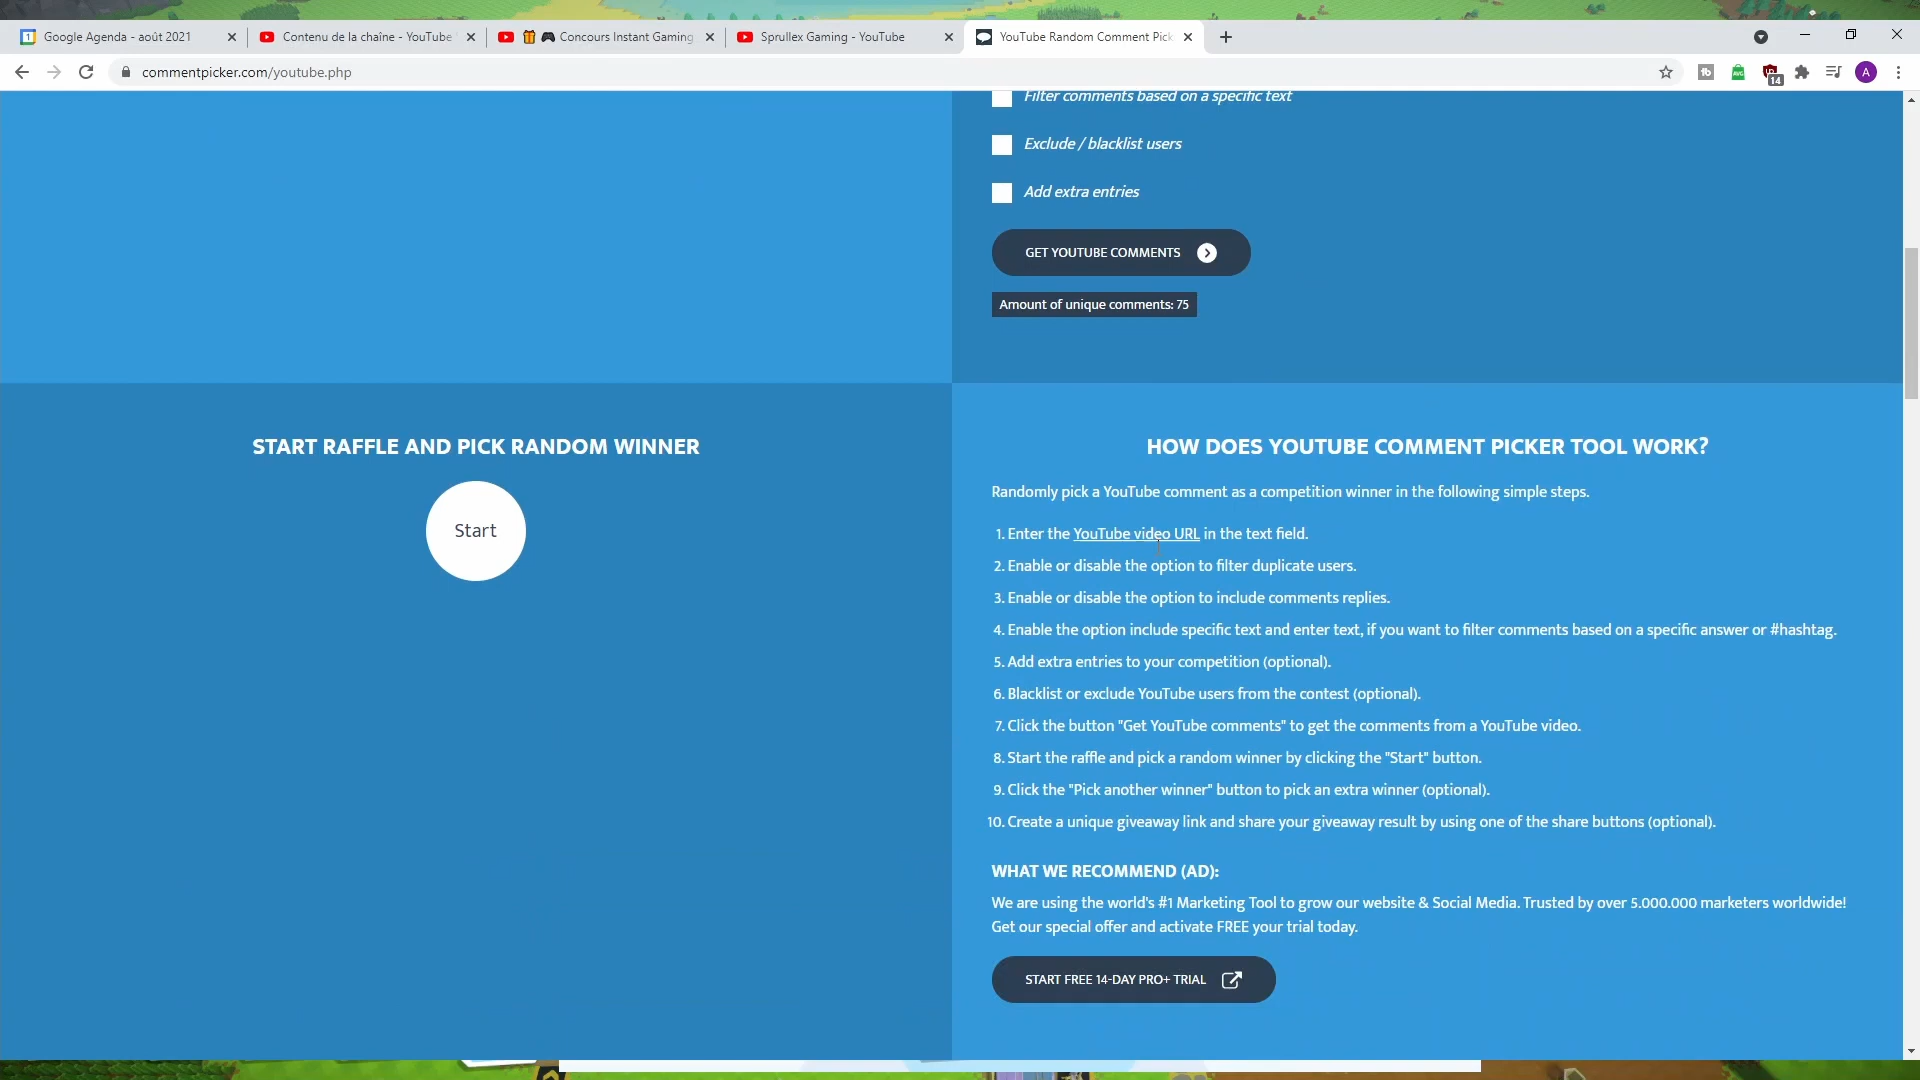 Google Agenda - août 2021
Contenu de la chaîne - YouTube
Concours Instant Gaming
Sprullex Gaming - YouTube
YouTube Random Comment Pick
commentpicker.com/youtube.php
14
A
Filter comments based on a specific text
Exclude / blacklist users
Add extra entries
GET YOUTUBE COMMENTS
Amount of unique comments: 75
START RAFFLE AND PICK RANDOM WINNER
Start
HOW DOES YOUTUBE COMMENT PICKER TOOL WORK?
Randomly pick a YouTube comment as a competition winner in the following simple steps.
1. Enter the YouTube video URL in the text field.
2. Enable or disable the option to filter duplicate users.
3. Enable or disable the option to include comments replies.
4. Enable the option include specific text and enter text, if you want to filter comments based on a specific answer or #hashtag.
5. Add extra entries to your competition (optional).
6. Blacklist or exclude YouTube users from the contest (optional).
7. Click the button "Get YouTube comments" to get the comments from a YouTube video.
8. Start the raffle and pick a random winner by clicking the "Start" button.
9. Click the "Pick another winner" button to pick an extra winner (optional).
10. Create a unique giveaway link and share your giveaway result by using one of the share buttons (optional).
WHAT WE RECOMMEND (AD):
We are using the world's #1 Marketing Tool to grow our website & Social Media. Trusted by over 5.000.000 marketers worldwide!
Get our special offer and activate FREE your trial today.
START FREE 14-DAY PRO+ TRIAL